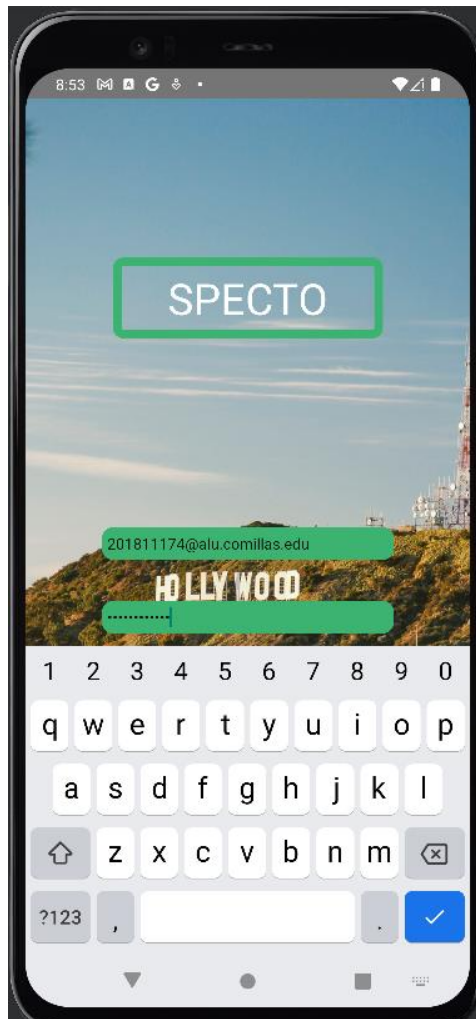 8:53
SPECTO
201811174@alu.comillas.edu
HOLLYWOOD
............
1 2 3 4 5 6 7 8 9 0
q w e r t y u i o p
a s d f g h j k l
z x c v b n m
?123 , .